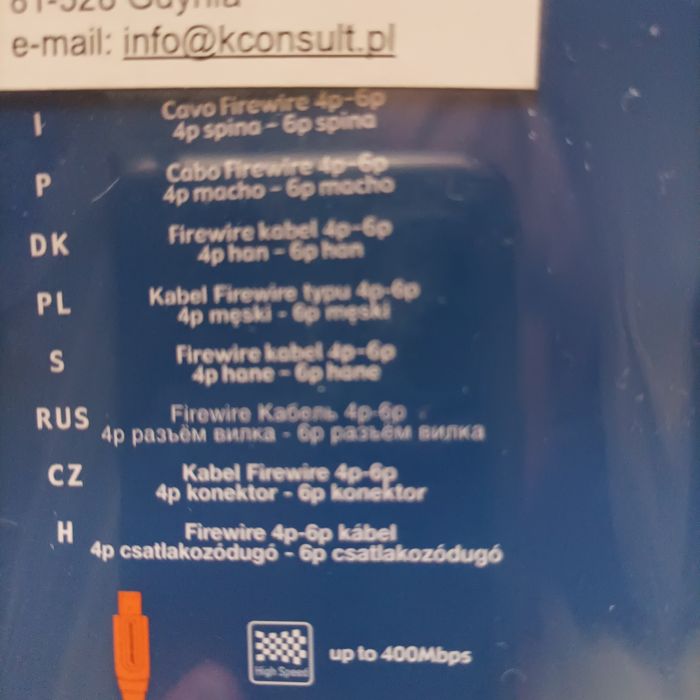 81-526 Gdynia
e-mail: info@kconsult.pl
I
Cavo Firewire 4p-6p
4p spina - 6p spina
P
Cabo Firewire 4p-6p
4p macho - 6p macho
DK
Firewire kabel 4p-6p
4p han - 6p han
PL
Kabel Firewire typu 4p-6p
4p męski - 6p męski
S
Firewire kabel 4p-6p
4p hane - 6p hane
RUS
Firewire Кабель 4p-6p
4p разъём вилка - 6p разъём вилка
CZ
Kabel Firewire 4p-6p
4p konektor - 6p konektor
H
Firewire 4p-6p kábel
4p csatlakozódugó - 6p csatlakozódugó
High Speed
up to 400Mbps